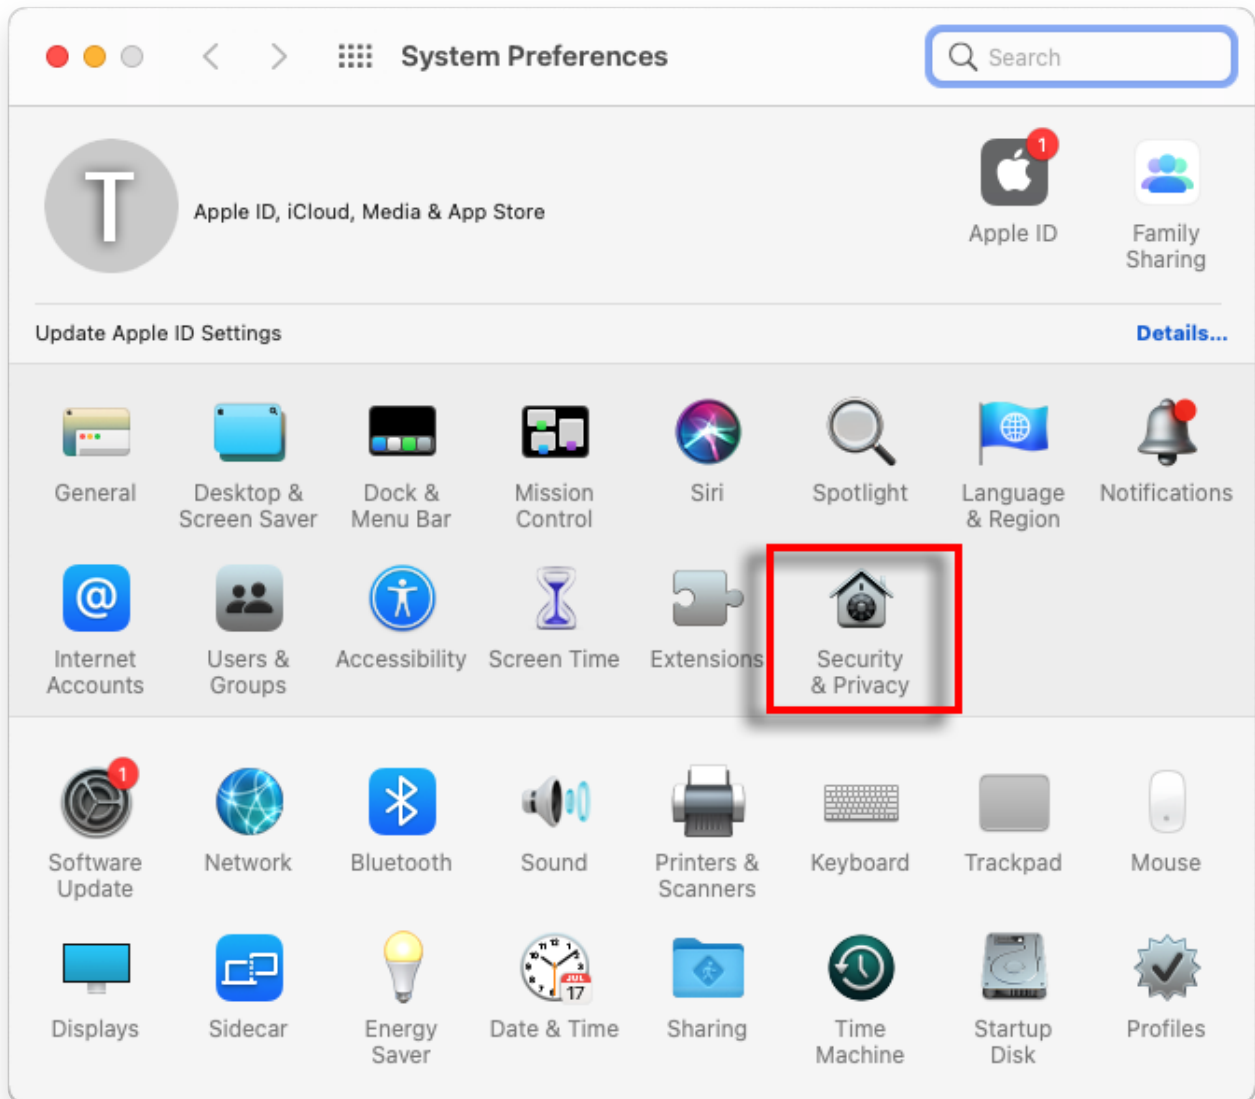 System Preferences
Search
T
Apple ID, iCloud, Media & App Store
1
Apple ID
Family
Sharing
Update Apple ID Settings
Details...
General
Desktop &
Screen Saver
Dock &
Menu Bar
Mission
Control
Siri
Spotlight
Language
& Region
Notifications
@
Internet
Accounts
Users &
Groups
Accessibility
Screen Time
Extensions
Security
& Privacy
1
Software
Update
Network
Bluetooth
Sound
Printers &
Scanners
Keyboard
Trackpad
Mouse
Displays
Sidecar
Energy
Saver
JUL
17
Date & Time
Sharing
Time
Machine
Startup
Disk
Profiles